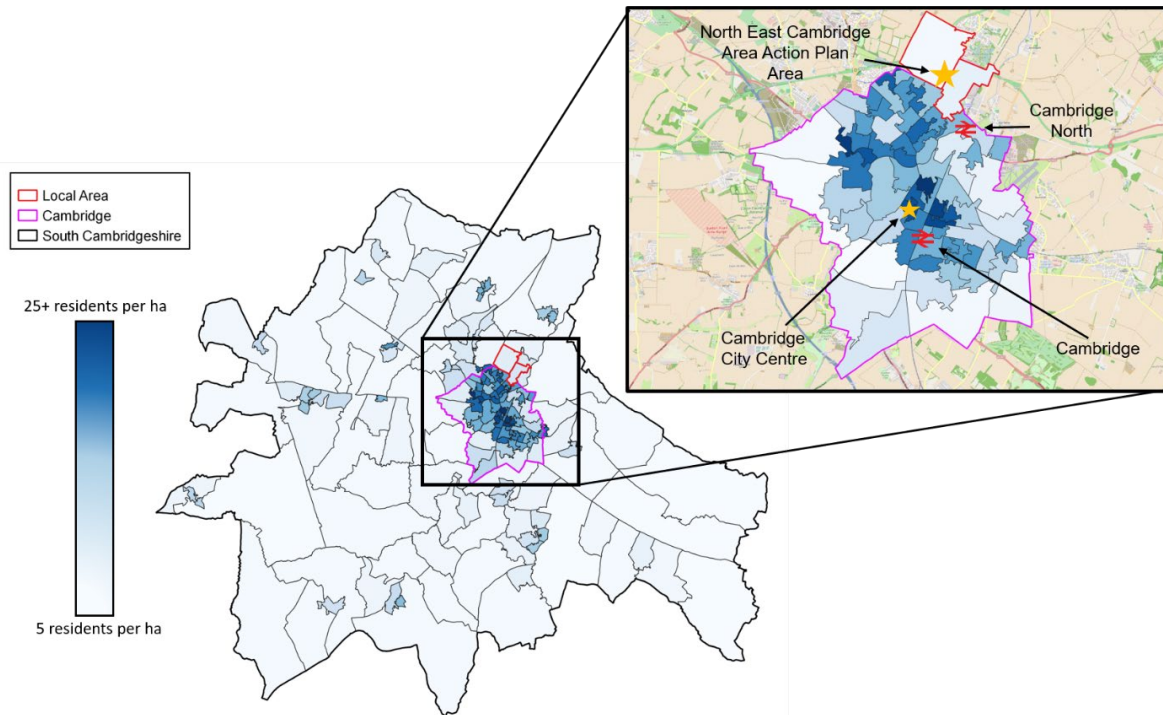 North East Cambridge
Area Action Plan
Area
Cambridge
North
Local Area
Cambridge
South Cambridgeshire
25+ residents per ha
Cambridge
City Centre
Cambridge
5 residents per ha